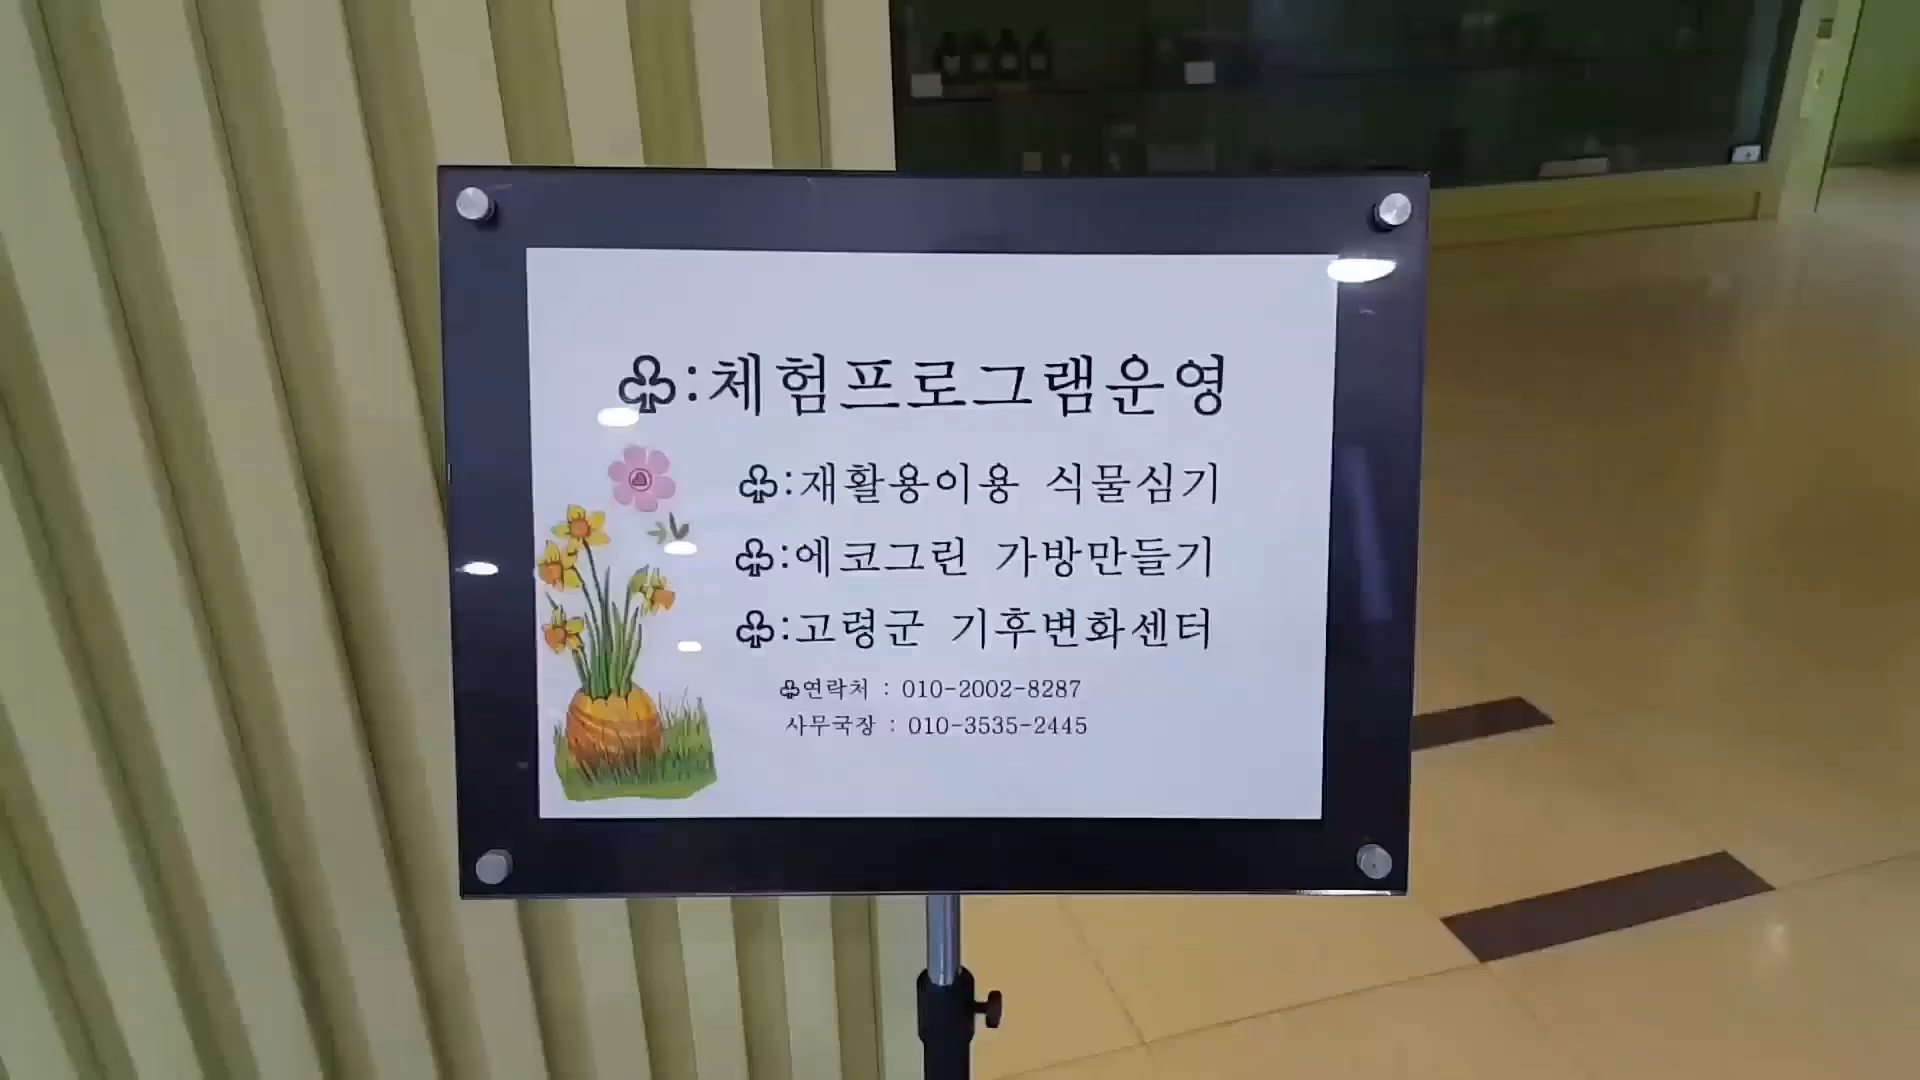 ♧:체험프로그램운영
♧:재활용이용 식물심기
♧:에코그린 가방만들기
♧:고령군 기후변화센터
♧연락처 : 010-2002-8287
사무국장 : 010-3535-2445